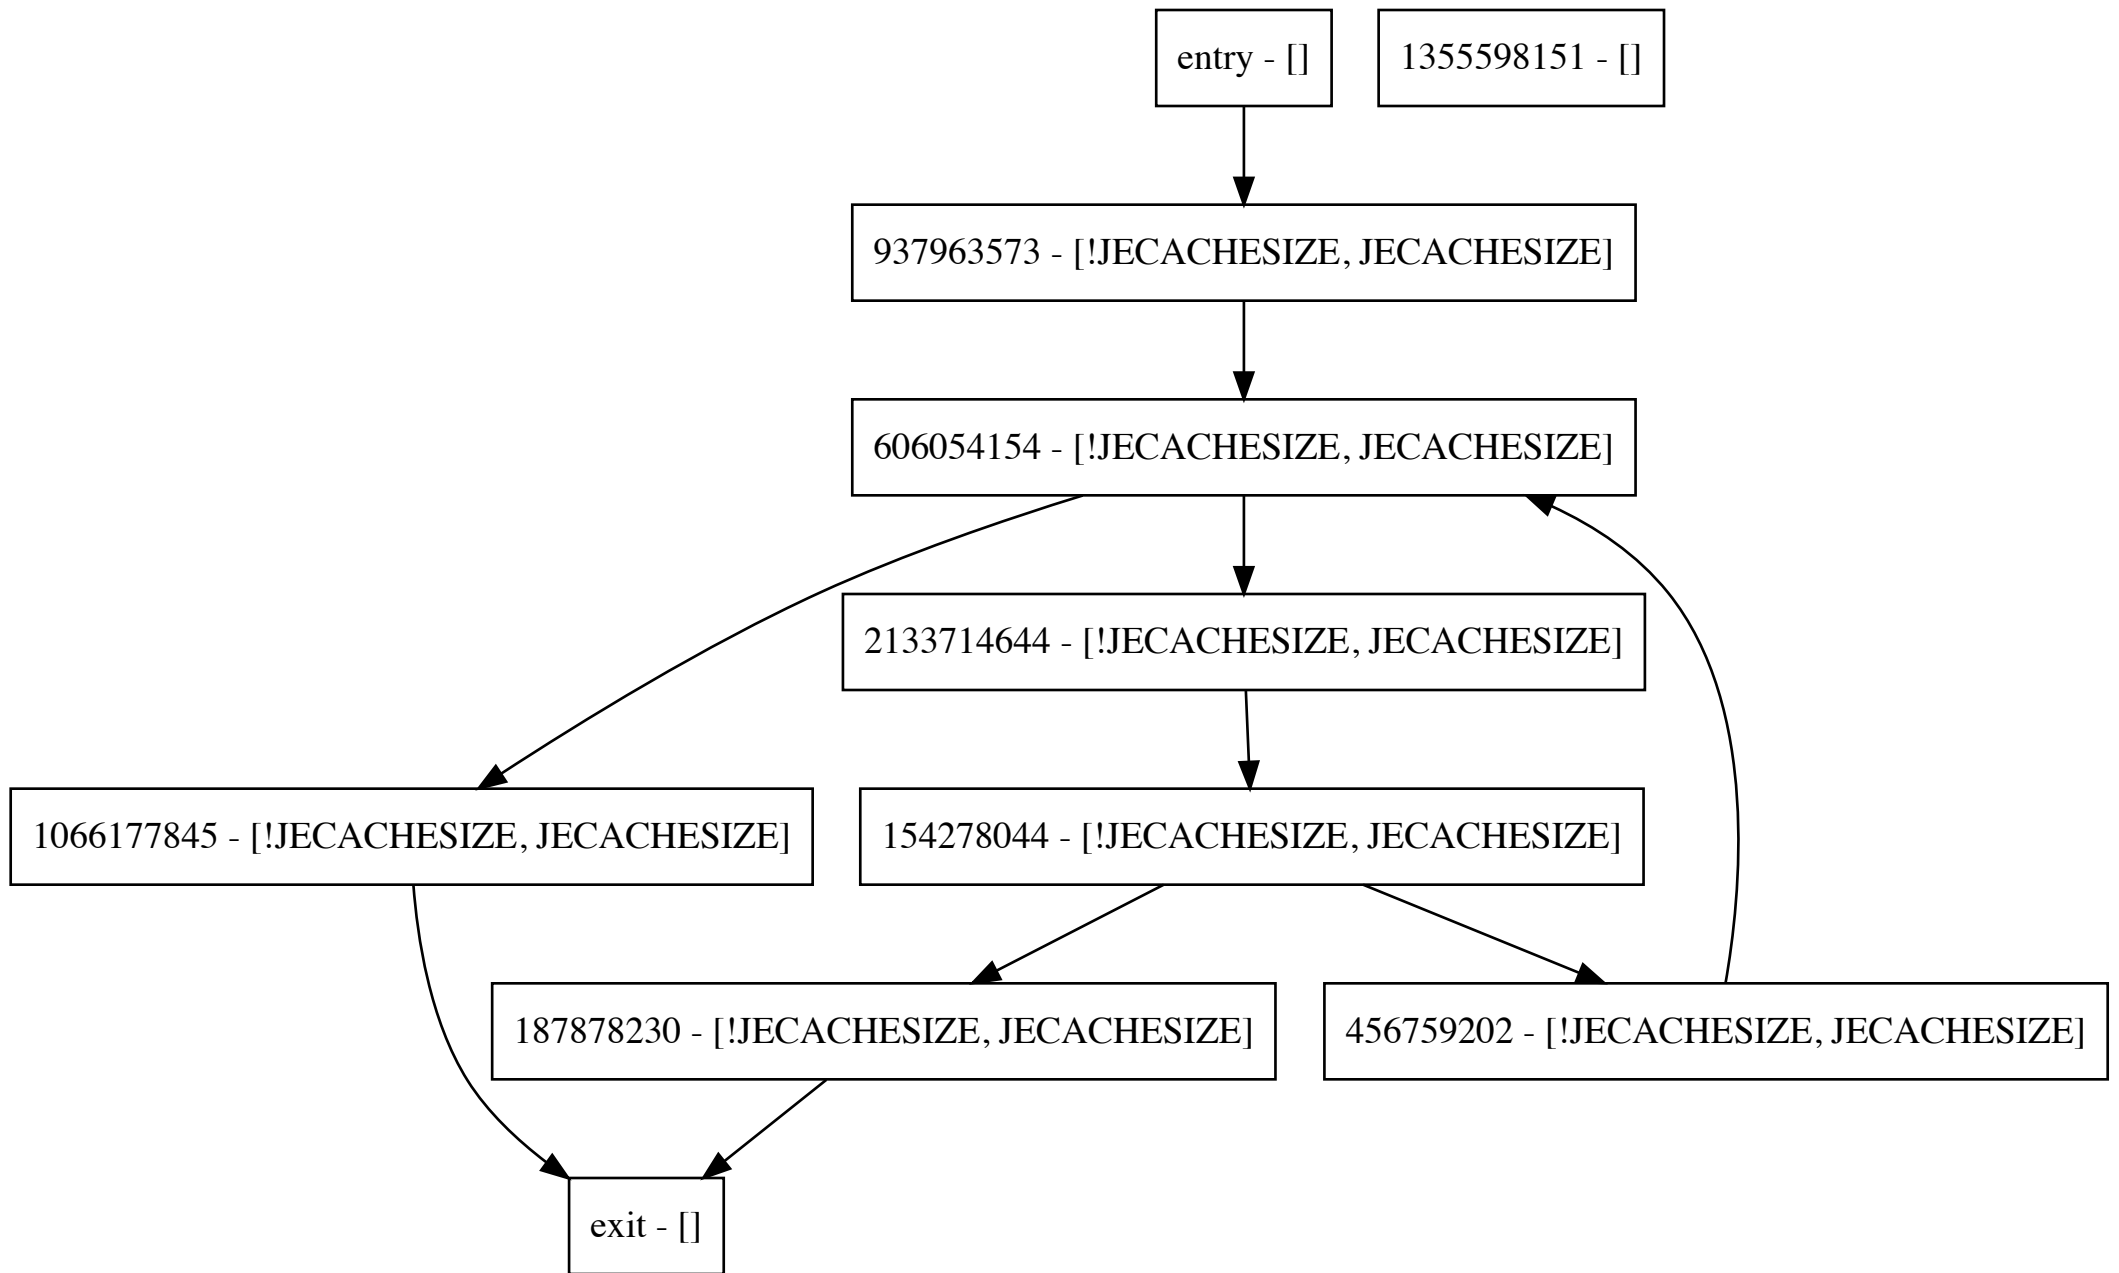 entry - []
1355598151 - []
937963573 - [!JECACHESIZE, JECACHESIZE]
606054154 - [!JECACHESIZE, JECACHESIZE]
2133714644 - [!JECACHESIZE, JECACHESIZE]
1066177845 - [!JECACHESIZE, JECACHESIZE]
154278044 - [!JECACHESIZE, JECACHESIZE]
187878230 - [!JECACHESIZE, JECACHESIZE]
456759202 - [!JECACHESIZE, JECACHESIZE]
exit - []